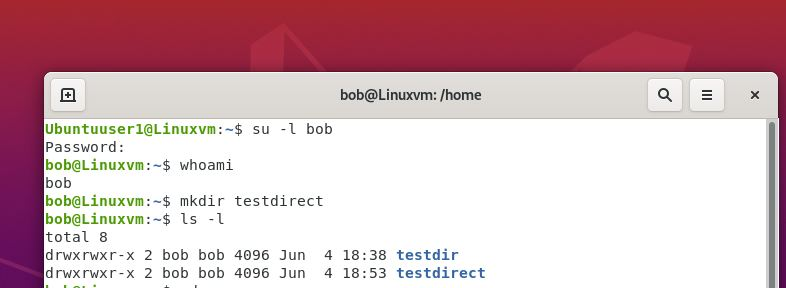 bob@Linuxvm: /home
Ubuntuuser1@Linuxvm:~$ su -l bob
Password:
bob@Linuxvm:~$ whoami
bob
bob@Linuxvm:~$ mkdir testdirect
bob@Linuxvm:~$ ls -l
total 8
drwxrwxr-x 2 bob bob 4096 Jun  4 18:38 testdir
drwxrwxr-x 2 bob bob 4096 Jun  4 18:53 testdirect